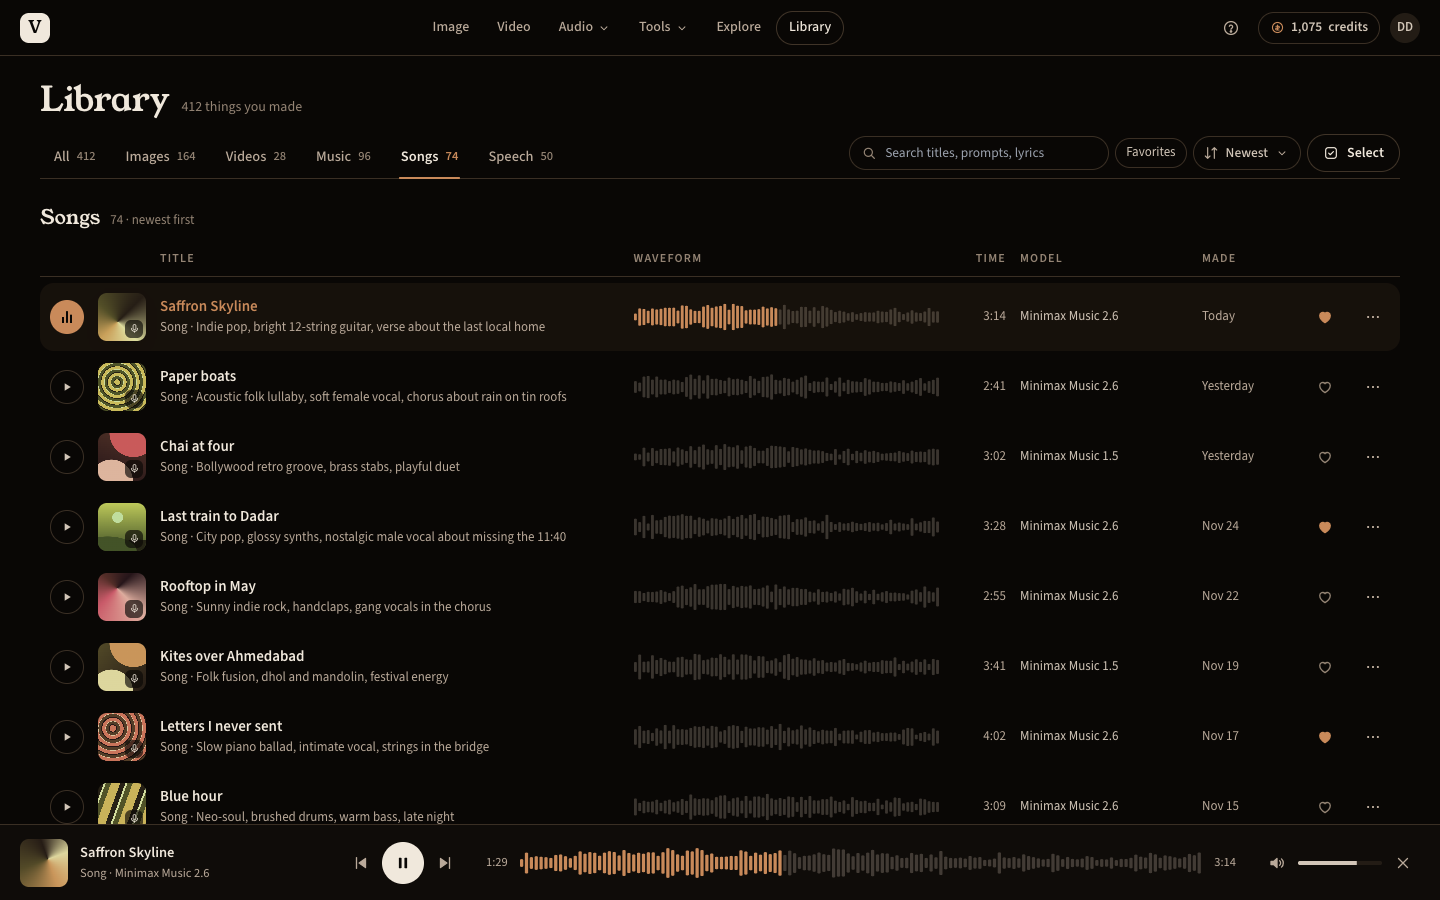 V
Image Video Audio Tools Explore Library
1,075 credits
DD
Library 412 things you made
All 412 Images 164 Videos 28 Music 96 Songs 74 Speech 50
Search titles, prompts, lyrics
Favorites
Newest
Select
Songs 74 · newest first
TITLE WAVEFORM TIME MODEL MADE
Saffron Skyline
Song · Indie pop, bright 12-string guitar, verse about the last local home
3:14 Minimax Music 2.6 Today
Paper boats
Song · Acoustic folk lullaby, soft female vocal, chorus about rain on tin roofs
2:41 Minimax Music 2.6 Yesterday
Chai at four
Song · Bollywood retro groove, brass stabs, playful duet
3:02 Minimax Music 1.5 Yesterday
Last train to Dadar
Song · City pop, glossy synths, nostalgic male vocal about missing the 11:40
3:28 Minimax Music 2.6 Nov 24
Rooftop in May
Song · Sunny indie rock, handclaps, gang vocals in the chorus
2:55 Minimax Music 2.6 Nov 22
Kites over Ahmedabad
Song · Folk fusion, dhol and mandolin, festival energy
3:41 Minimax Music 1.5 Nov 19
Letters I never sent
Song · Slow piano ballad, intimate vocal, strings in the bridge
4:02 Minimax Music 2.6 Nov 17
Blue hour
Song · Neo-soul, brushed drums, warm bass, late night
3:09 Minimax Music 2.6 Nov 15
Saffron Skyline
Song · Minimax Music 2.6
1:29
3:14